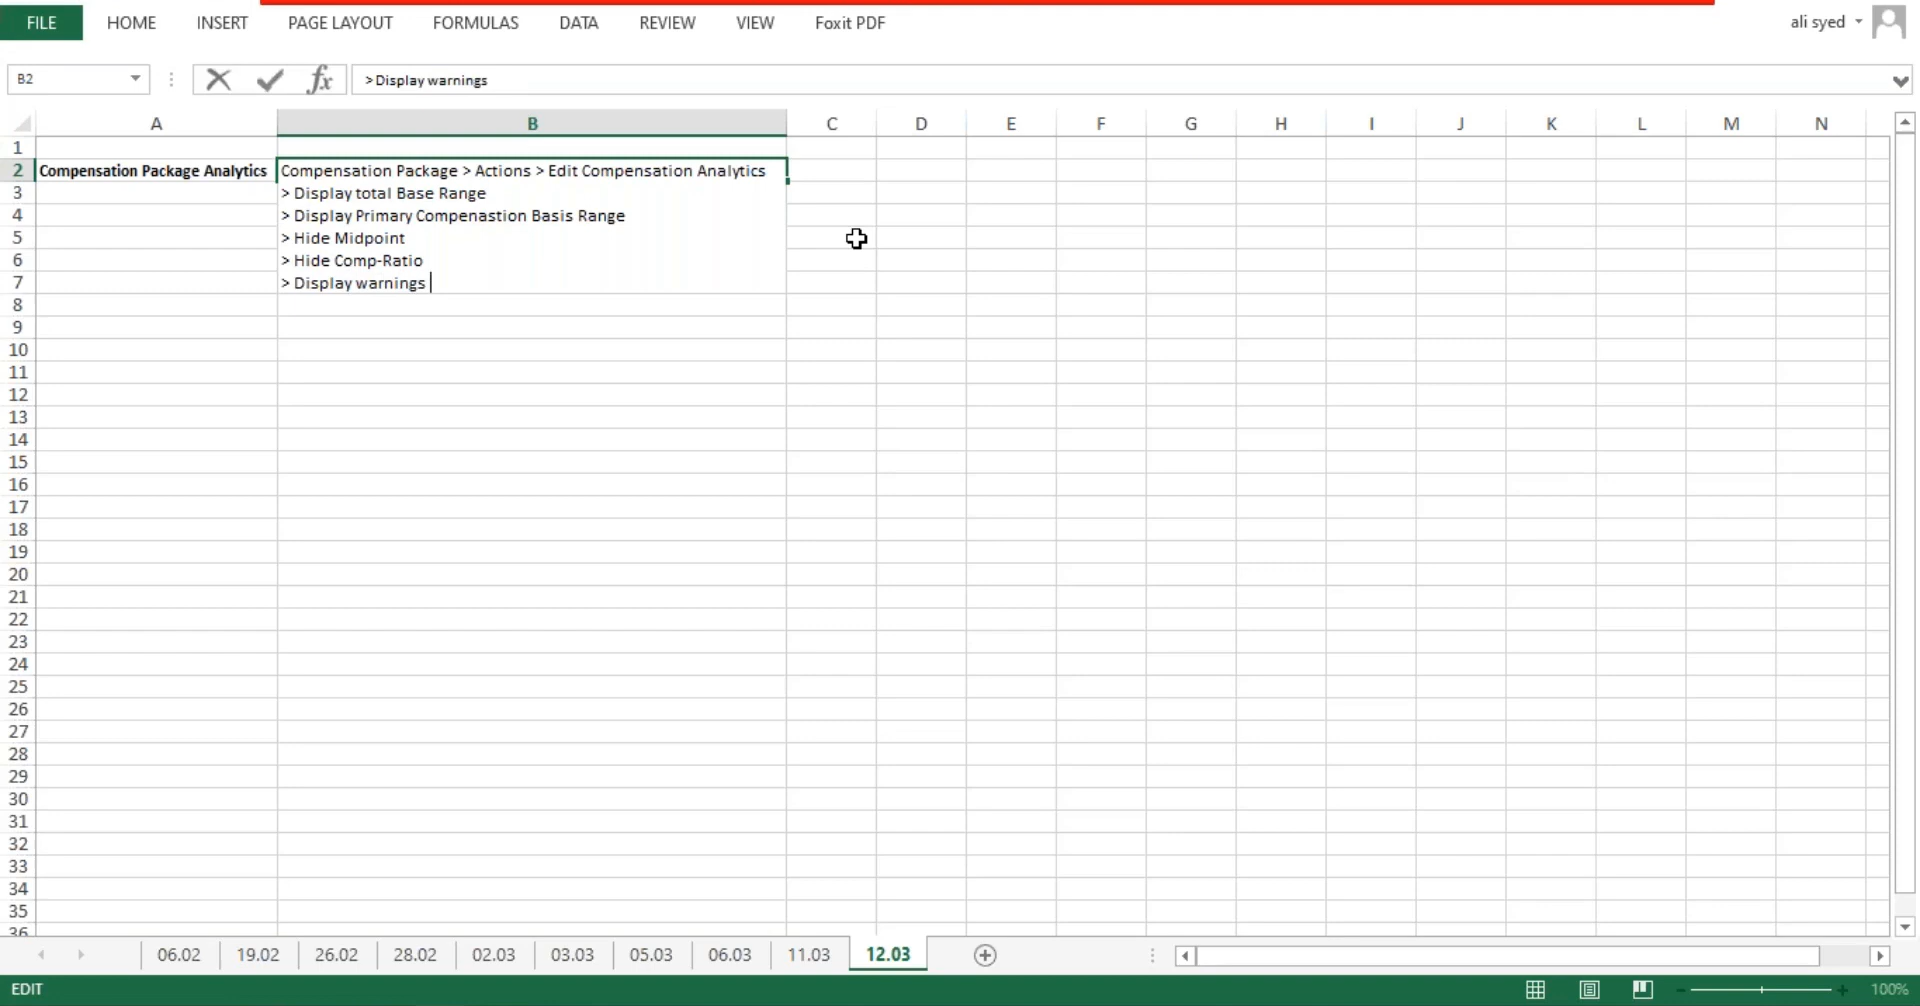 FILE HOME INSERT PAGE LAYOUT FORMULAS DATA REVIEW VIEW Foxit PDF ali syed
B2 fx > Display warnings
A B C D E F G H I J K L M N
1
2 Compensation Package Analytics Compensation Package > Actions > Edit Compensation Analytics
3 > Display total Base Range
4 > Display Primary Compenastion Basis Range
5 > Hide Midpoint
6 > Hide Comp-Ratio
7 > Display warnings
8
9
10
11
12
13
14
15
16
17
18
19
20
21
22
23
24
25
26
27
28
29
30
31
32
33
34
35
36
06.02 19.02 26.02 28.02 02.03 03.03 05.03 06.03 11.03 12.03
EDIT 100%